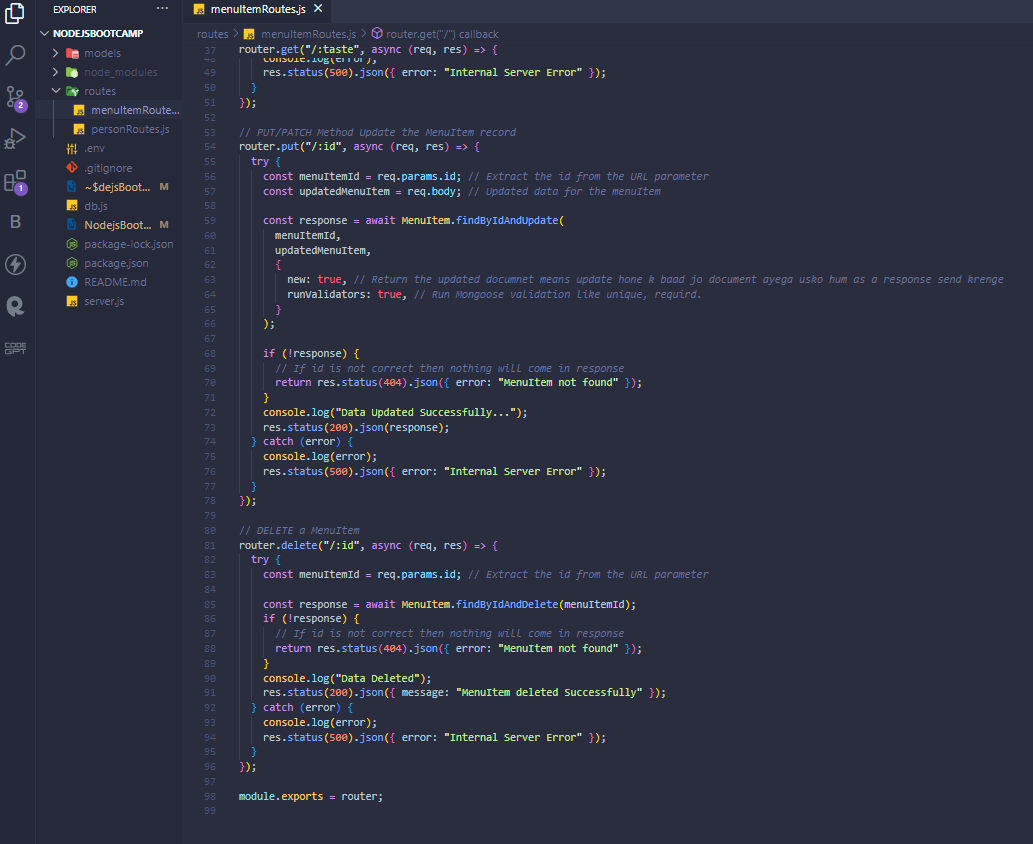 EXPLORER ...
menuItemRoutes.js ×
NODEJSBOOTCAMP
models
node_modules
routes
menuItemRoute...
personRoutes.js
.env
.gitignore
~$dejsBoot... M
db.js
NodejsBoot... M
package-lock.json
package.json
README.md
server.js
2
1
B
CODE
GPT
routes > menuItemRoutes.js > router.get("/") callback
37 router.get("/:taste", async (req, res) => {
48 console.log(error);
49 res.status(500).json({ error: "Internal Server Error" });
50 }
51 });
52
53 // PUT/PATCH Method Update the MenuItem record
54 router.put("/:id", async (req, res) => {
55 try {
56 const menuItemId = req.params.id; // Extract the id from the URL parameter
57 const updatedMenuItem = req.body; // Updated data for the menuItem
58
59 const response = await MenuItem.findByIdAndUpdate(
60 menuItemId,
61 updatedMenuItem,
62 {
63 new: true, // Return the updated documnet means update hone k baad jo document ayega usko hum as a response send krenge
64 runValidators: true, // Run Mongoose validation like unique, requird.
65 }
66 );
67
68 if (!response) {
69 // If id is not correct then nothing will come in response
70 return res.status(404).json({ error: "MenuItem not found" });
71 }
72 console.log("Data Updated Successfully...");
73 res.status(200).json(response);
74 } catch (error) {
75 console.log(error);
76 res.status(500).json({ error: "Internal Server Error" });
77 }
78 });
79
80 // DELETE a MenuItem
81 router.delete("/:id", async (req, res) => {
82 try {
83 const menuItemId = req.params.id; // Extract the id from the URL parameter
84
85 const response = await MenuItem.findByIdAndDelete(menuItemId);
86 if (!response) {
87 // If id is not correct then nothing will come in response
88 return res.status(404).json({ error: "MenuItem not found" });
89 }
90 console.log("Data Deleted");
91 res.status(200).json({ message: "MenuItem deleted Successfully" });
92 } catch (error) {
93 console.log(error);
94 res.status(500).json({ error: "Internal Server Error" });
95 }
96 });
97
98 module.exports = router;
99